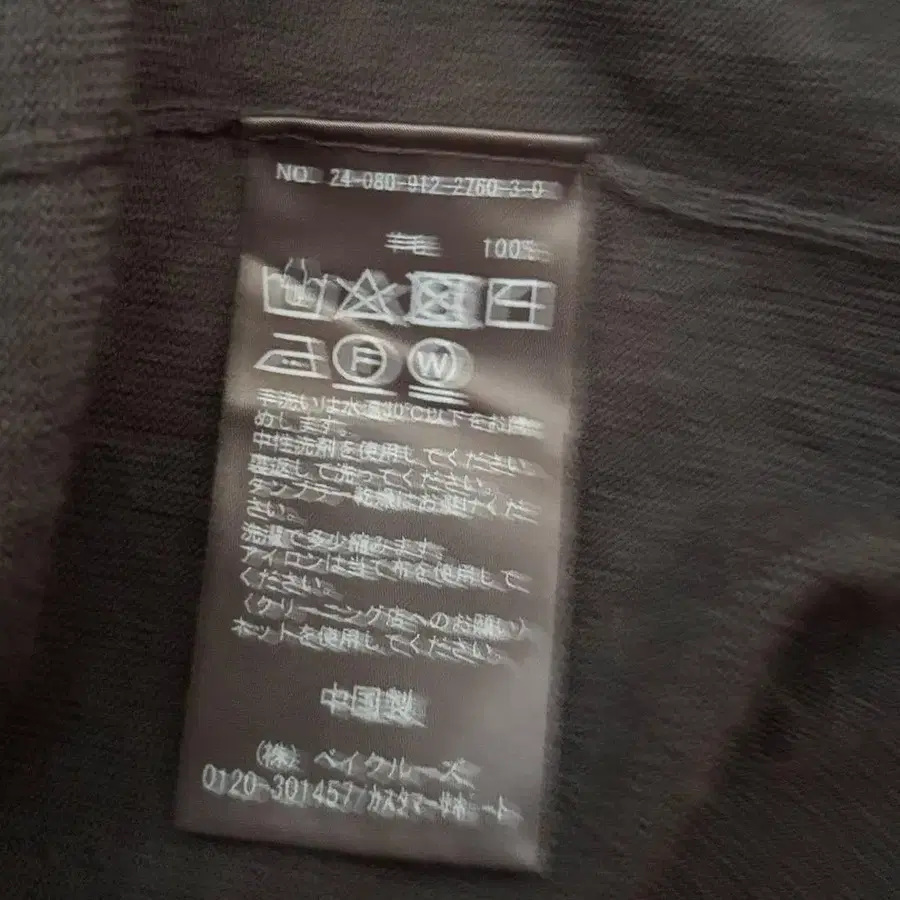 NO. 24-080-912-2760-3-0
羊毛 100%
F W
手洗いは水温30℃以下をお勧
めします。
中性洗剤を使用してください。
裏返して洗ってください。
タンブラー乾燥はお避けくだ
さい。
洗濯で多少縮みます。
アイロンは当て布を使用して
ください。
(クリーニング店へのお願い)
ネットを使用してください。
中国製
(株) ベイクルーズ
0120-301457/カスタマーサポート